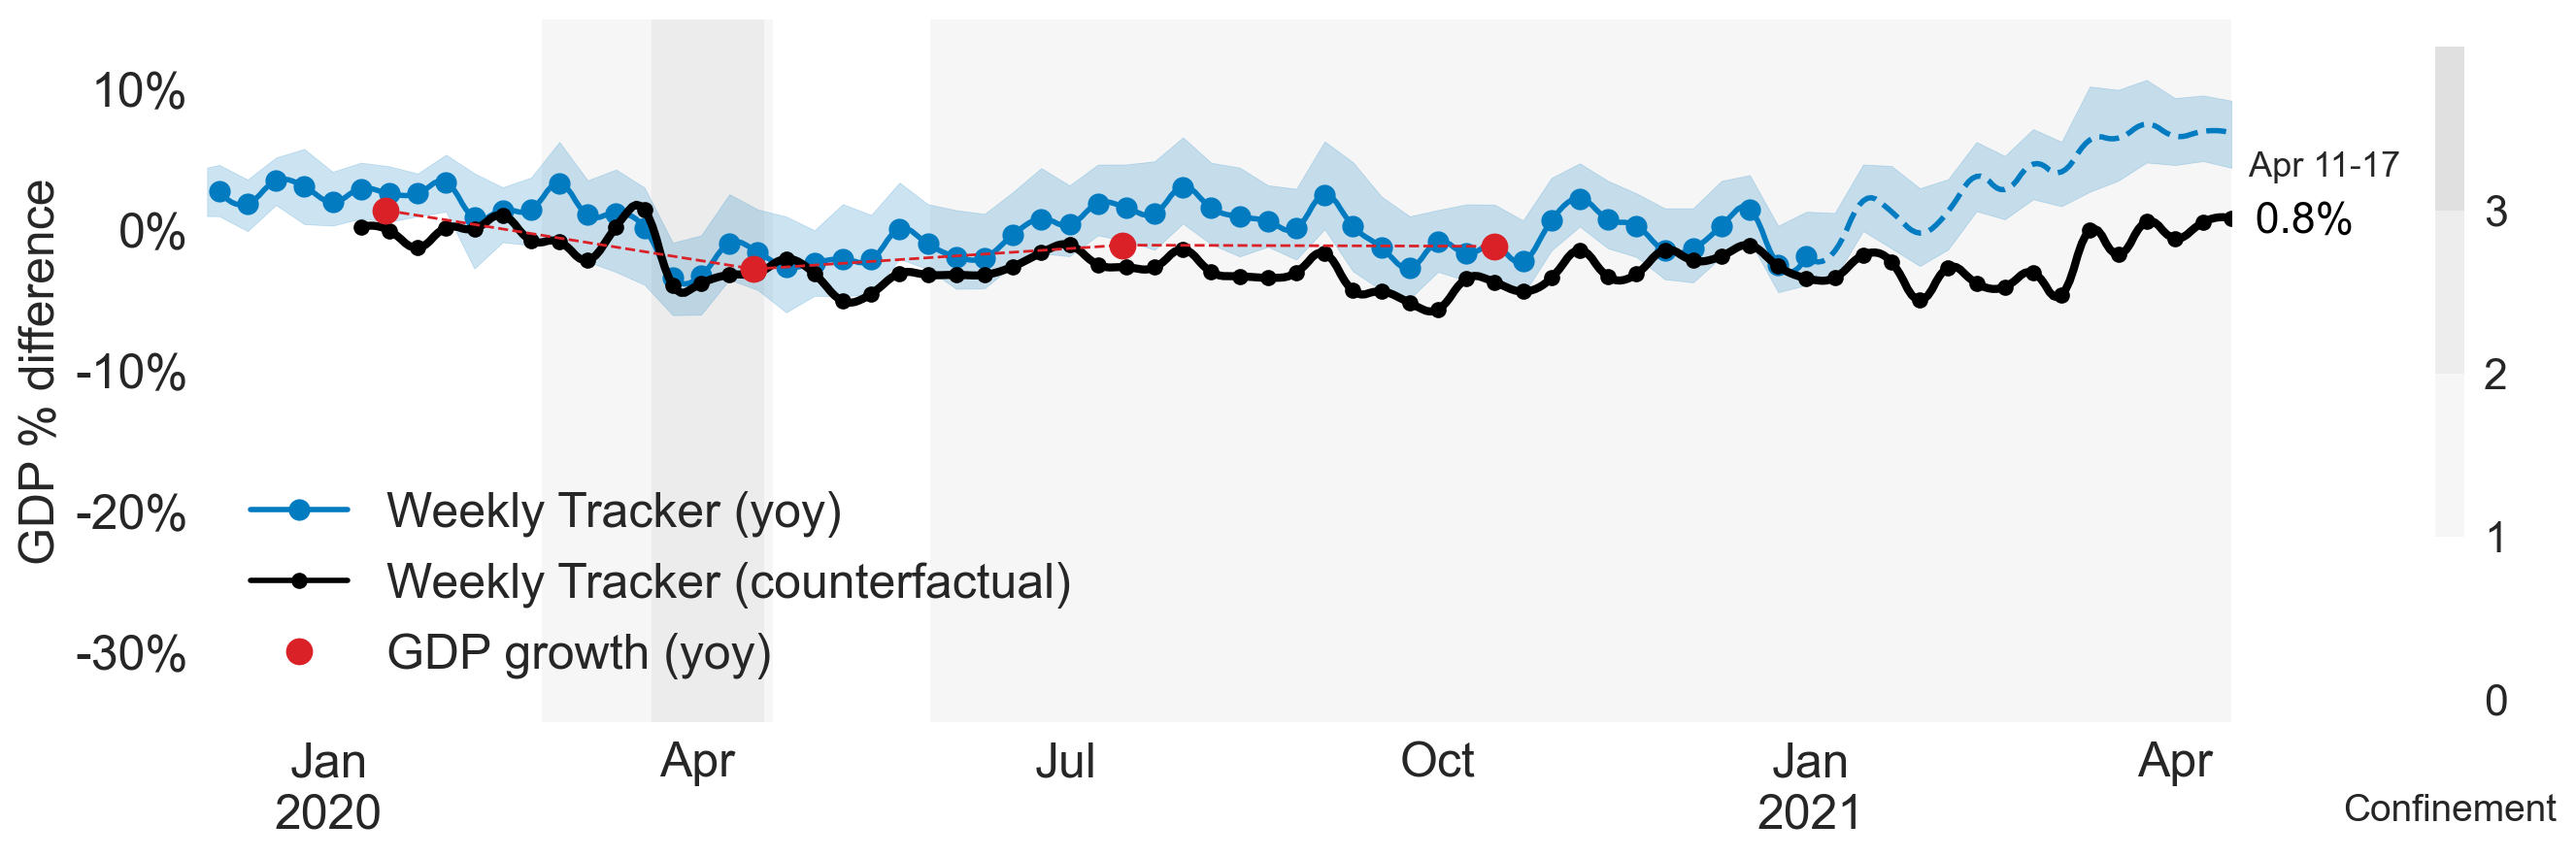 GDP % difference
10%
0%
-10%
-20%
-30%
Weekly Tracker (yoy)
Weekly Tracker (counterfactual)
GDP growth (yoy)
Jan
2020
Apr
Jul
Oct
Jan
2021
Apr
Apr 11-17
0.8%
3
2
1
0
Confinement